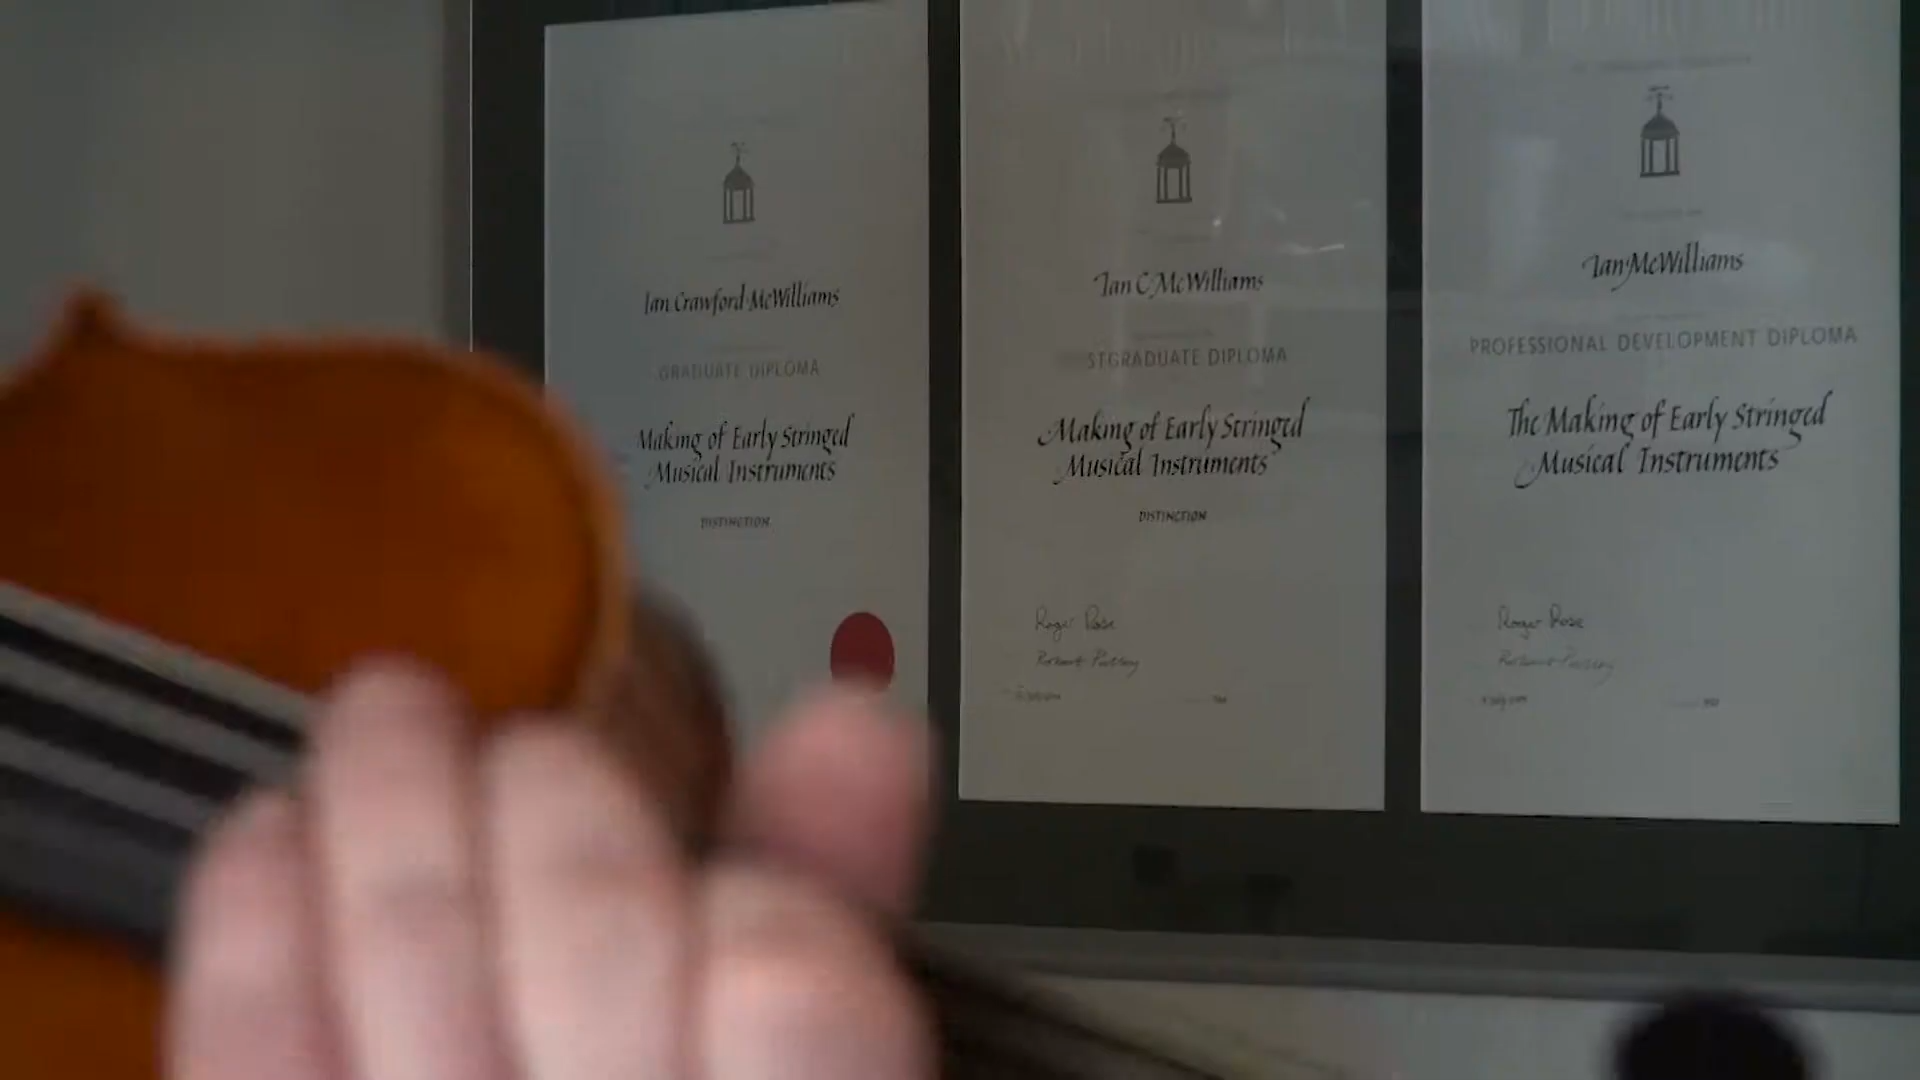 Ian Crawford McWilliams
GRADUATE DIPLOMA
Making of Early Stringed
Musical Instruments
DISTINCTION
Ian C McWilliams
STGRADUATE DIPLOMA
Making of Early Stringed
Musical Instruments
DISTINCTION
Roger Rose
Ian McWilliams
PROFESSIONAL DEVELOPMENT DIPLOMA
The Making of Early Stringed
Musical Instruments
Roger Rose